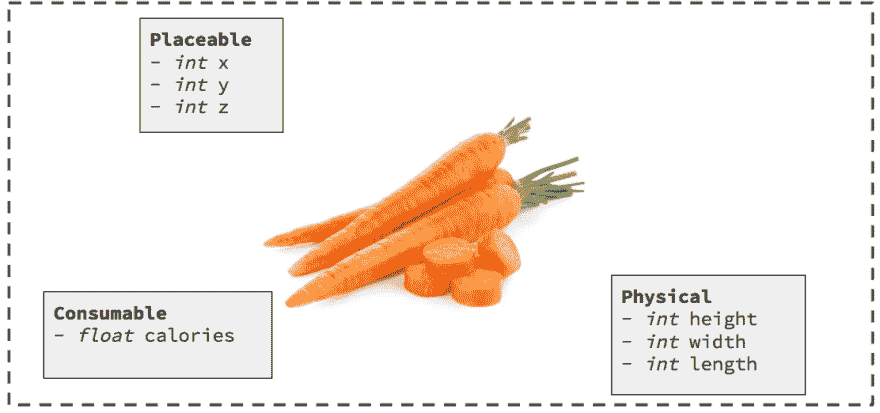 Placeable
- int x
- int y
- int z
Consumable
- float calories
Physical
- int height
- int width
- int length